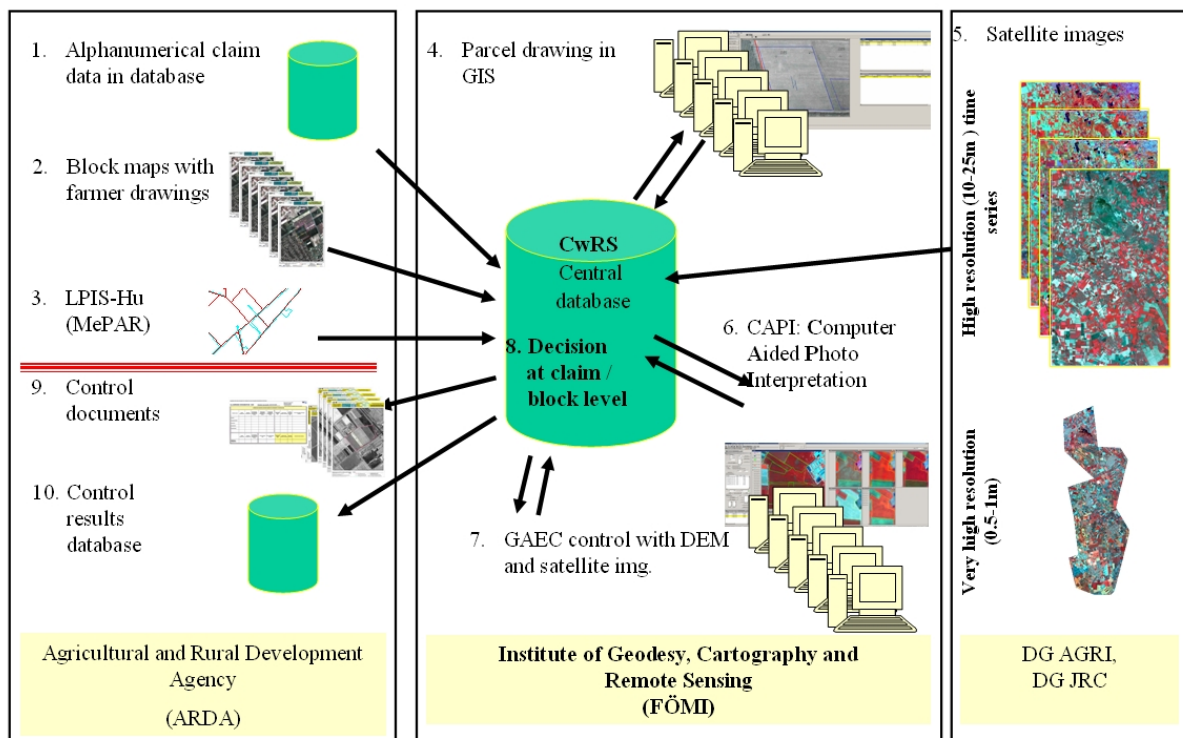 1. Alphanumerical claim
data in database
2. Block maps with
farmer drawings
3. LPIS-Hu
(MePAR)
9. Control
documents
10. Control
results
database
Agricultural and Rural Development
Agency
(ARDA)
4. Parcel drawing in
GIS
CwRS
Central
database
8. Decision
at claim /
block level
6. CAPI: Computer
Aided Photo
Interpretation
7. GAEC control with DEM
and satellite img.
Institute of Geodesy, Cartography and
Remote Sensing
(FÖMI)
5. Satellite images
High resolution (10-25m ) time
series
Very high resolution
(0.5-1m)
DG AGRI,
DG JRC